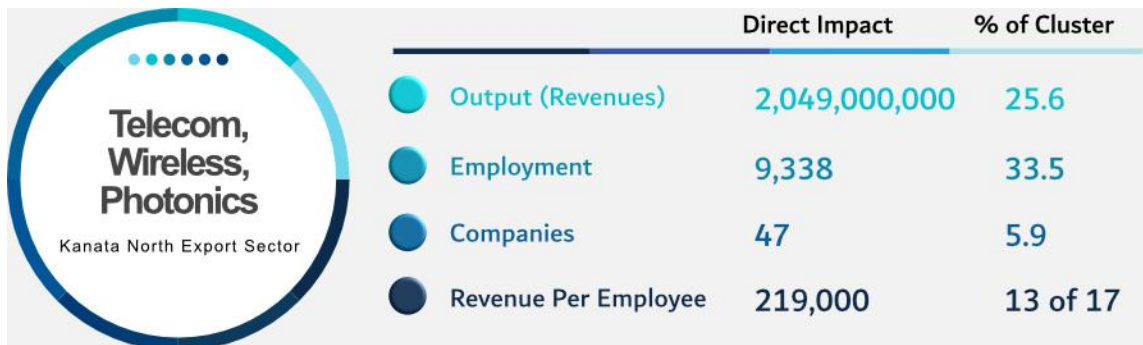 Telecom,
Wireless,
Photonics
Kanata North Export Sector
Direct Impact % of Cluster
Output (Revenues) 2,049,000,000 25.6
Employment 9,338 33.5
Companies 47 5.9
Revenue Per Employee 219,000 13 of 17